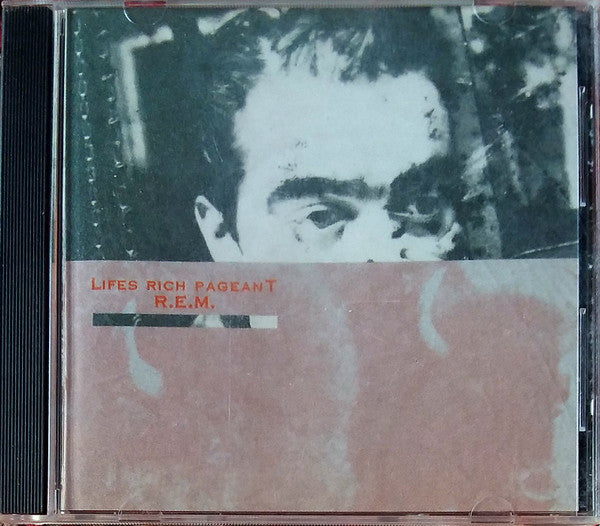 LIFES RICH PAGEANT
R.E.M.